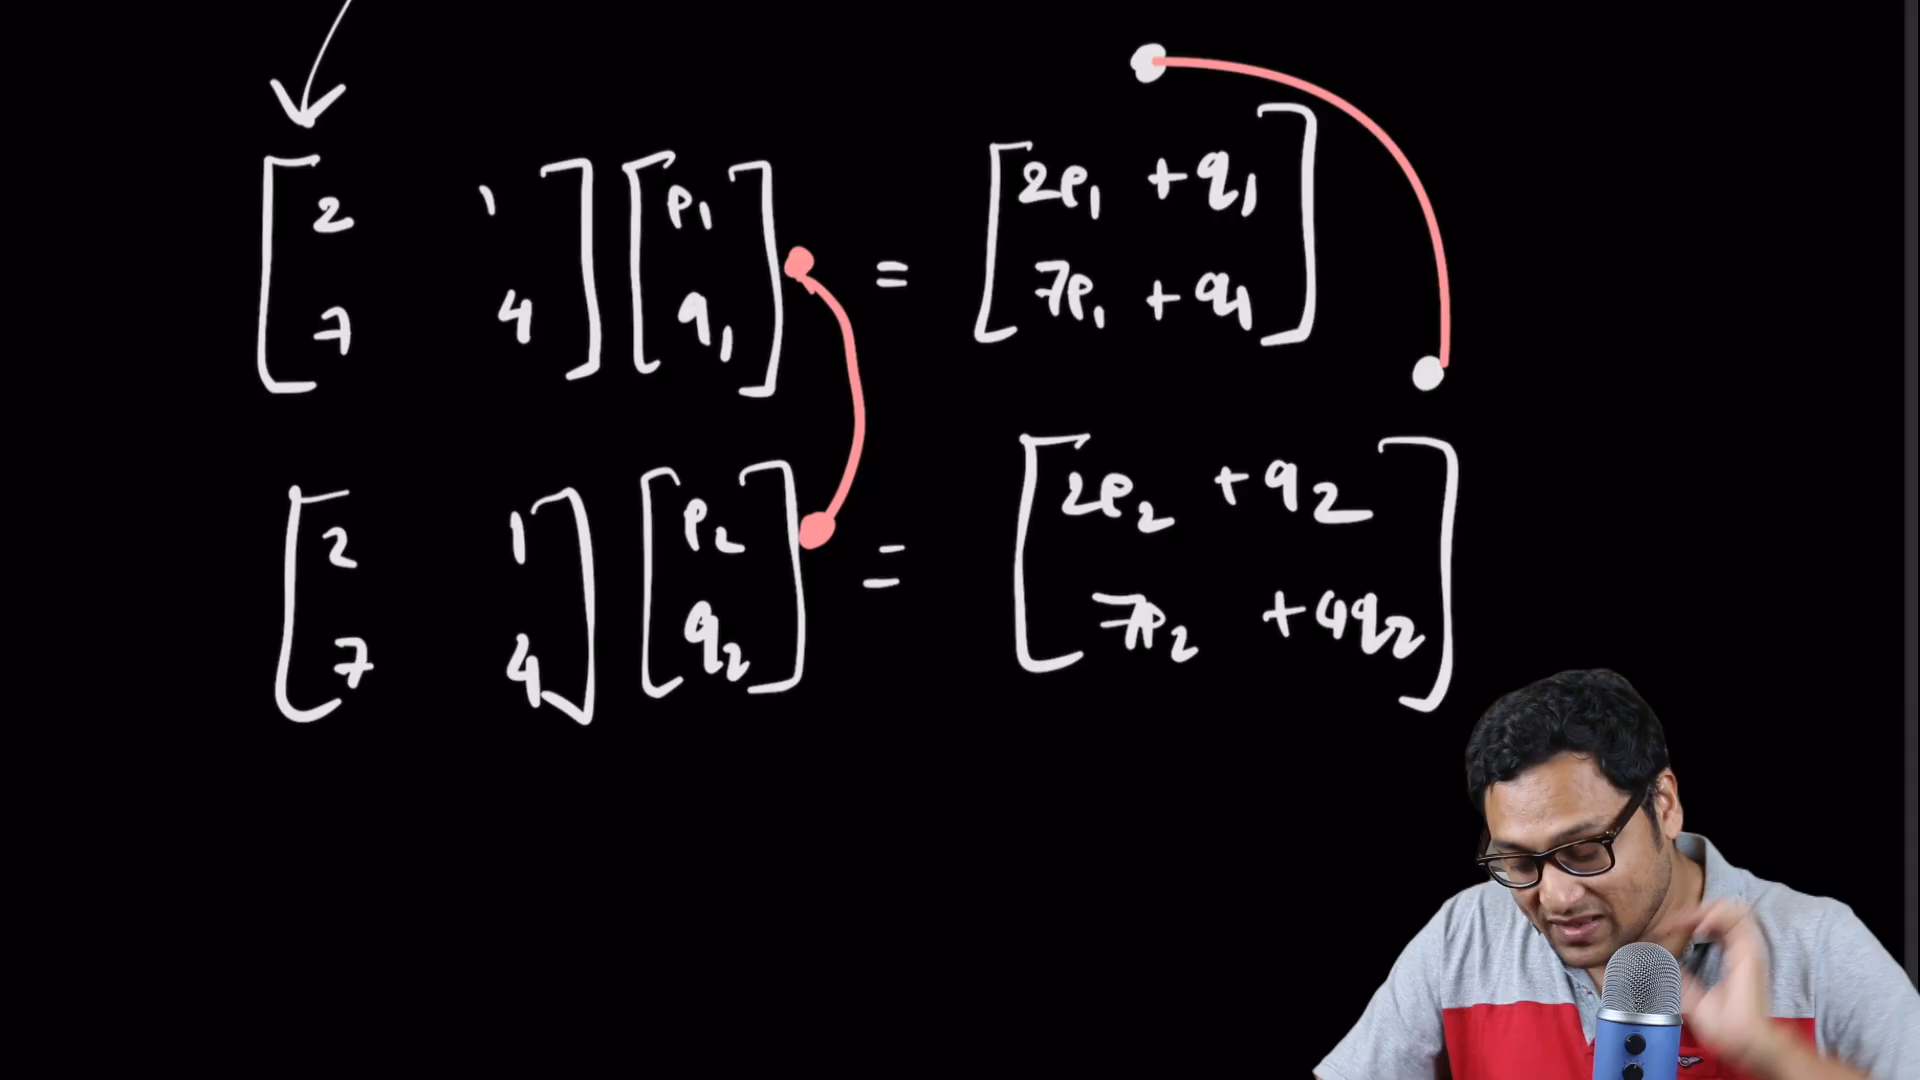 [2 1] [p₁] = [2p₁ + q₁]
[7 4] [q₁] [7p₁ + q₁]
[2 1] [p₂] = [2p₂ + q₂]
[7 4] [q₂] [7p₂ + 4q₂]